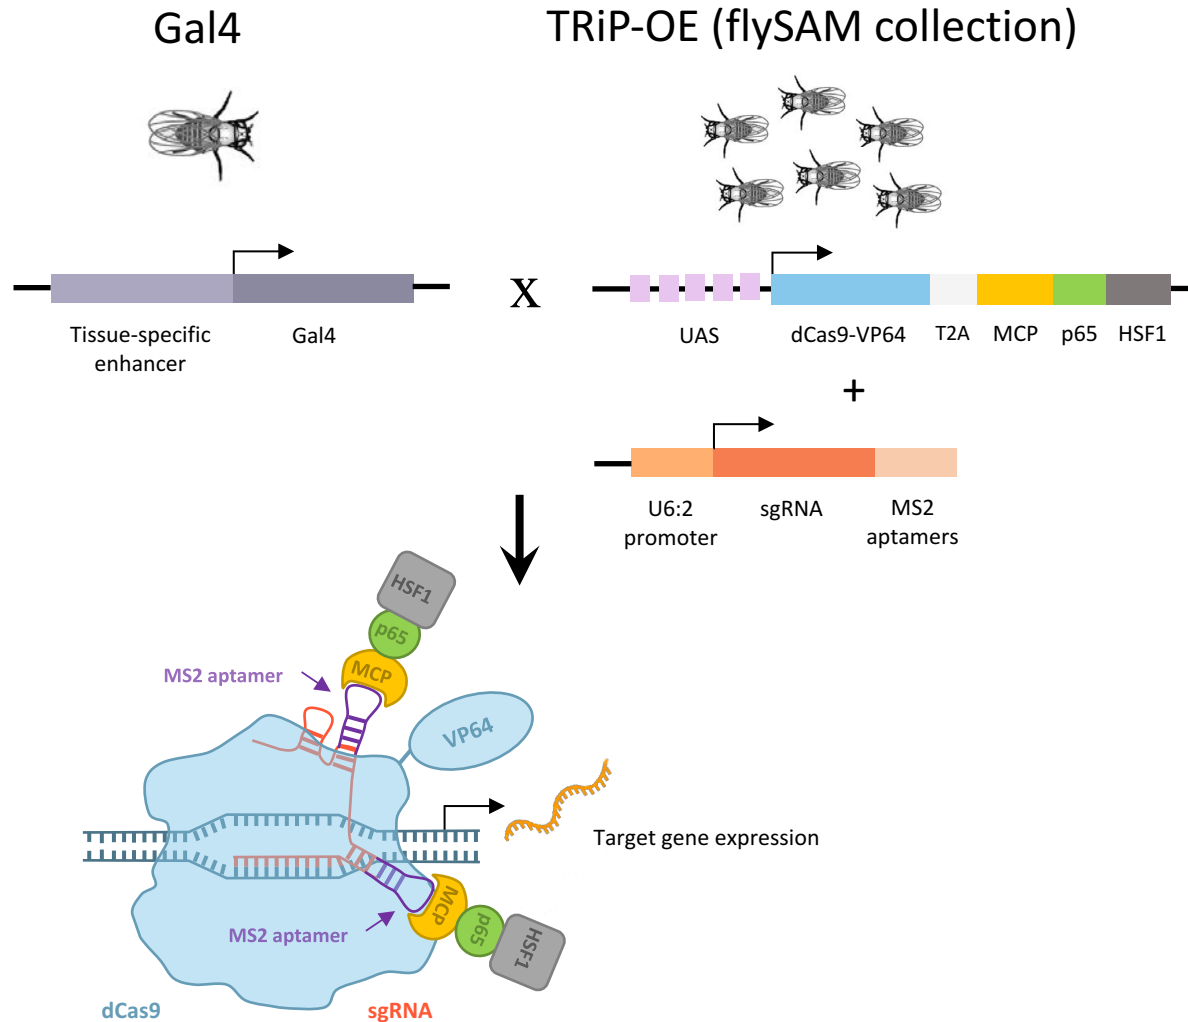 Gal4
TRiP-OE (flySAM collection)
Tissue-specific
enhancer
Gal4
X
UAS
dCas9-VP64
T2A
MCP
p65
HSF1
+
U6:2
promoter
sgRNA
MS2
aptamers
HSF1
p65
MCP
MS2 aptamer
VP64
Target gene expression
MCP
p65
HSF1
MS2 aptamer
dCas9
sgRNA